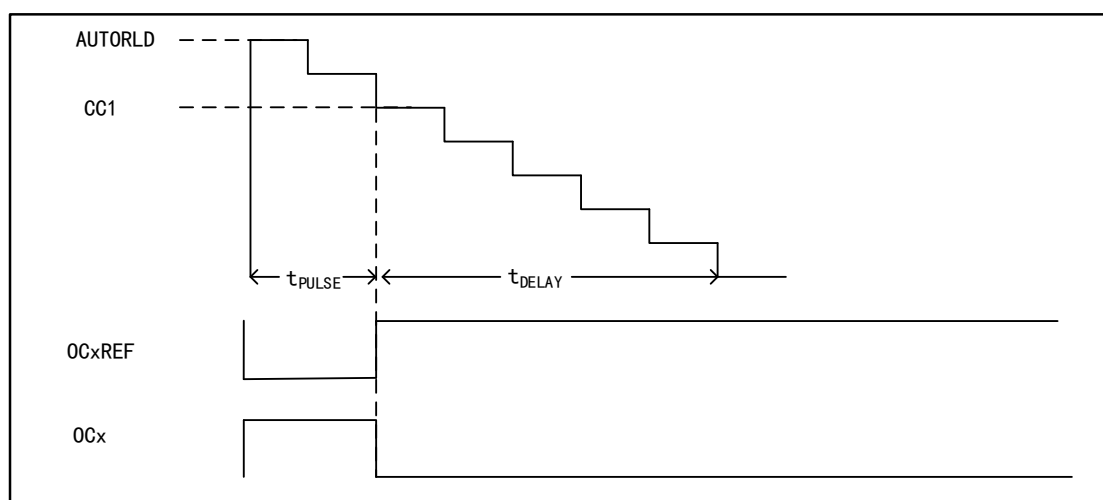 AUTORLD
CC1
tPULSE
tDELAY
OCxREF
OCx